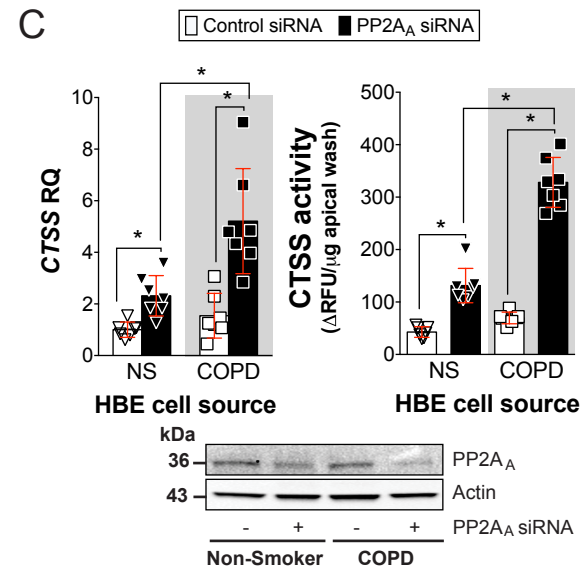 C
Control siRNA PP2AA siRNA
CTSS RQ
10
8
6
4
2
0
* * *
NS COPD
HBE cell source
CTSS activity
(ΔRFU/μg apical wash)
500
400
300
200
100
0
* * *
NS COPD
HBE cell source
kDa
36 PP2AA
43 Actin
- + - + PP2AA siRNA
Non-Smoker COPD